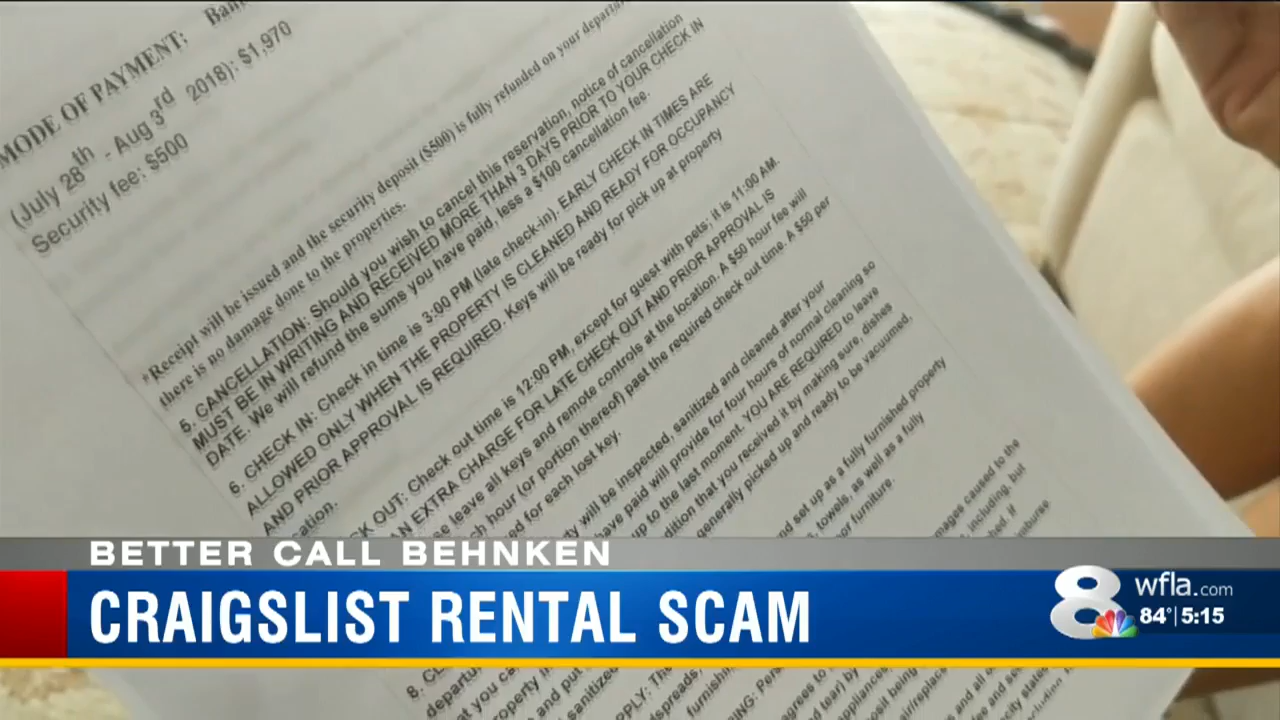 MODE OF PAYMENT:
(July 28th - Aug 3rd 2018): $1,970
Security fee: $500
*Receipt will be issued and the security deposit ($500) is fully refunded on your
there is no damage done to the properties.
5. CANCELLATION: Should you wish to cancel this reservation, notice of cancellation
MUST BE IN WRITING AND RECEIVED MORE THAN 3 DAYS PRIOR TO YOUR CHECK IN
DATE. We will refund the sums you have paid, less a $100 cancellation fee.
6. CHECK IN: Check in time is 3:00 PM (late check-in). EARLY CHECK IN TIMES ARE
ALLOWED ONLY WHEN THE PROPERTY IS CLEANED AND READY FOR OCCUPANCY
AND PRIOR APPROVAL IS REQUIRED. Keys will be ready for pick up at property
OUT: Check out time is 12:00 PM, except for guest with pets; it is 11:00 AM.
AN EXTRA CHARGE FOR LATE CHECK OUT AND PRIOR APPROVAL IS
leave all keys and remote controls at the location. A $50 hour fee will
hour (or portion thereof) past the required check out time. A $50 per
for each lost key.
will be inspected, sanitized and cleaned after your
have paid will provide for four hours of normal cleaning so
up to the last moment. YOU ARE REQUIRED to leave
that you received it by making sure, dishes
generally picked up and ready to be vacuumed.
set up as a fully furnished property
towels, as well as a fully
or furniture.
caused to the
including, but
if
8.
BETTER CALL BEHNKEN
CRAIGSLIST RENTAL SCAM
8 wfla.com
84° 5:15